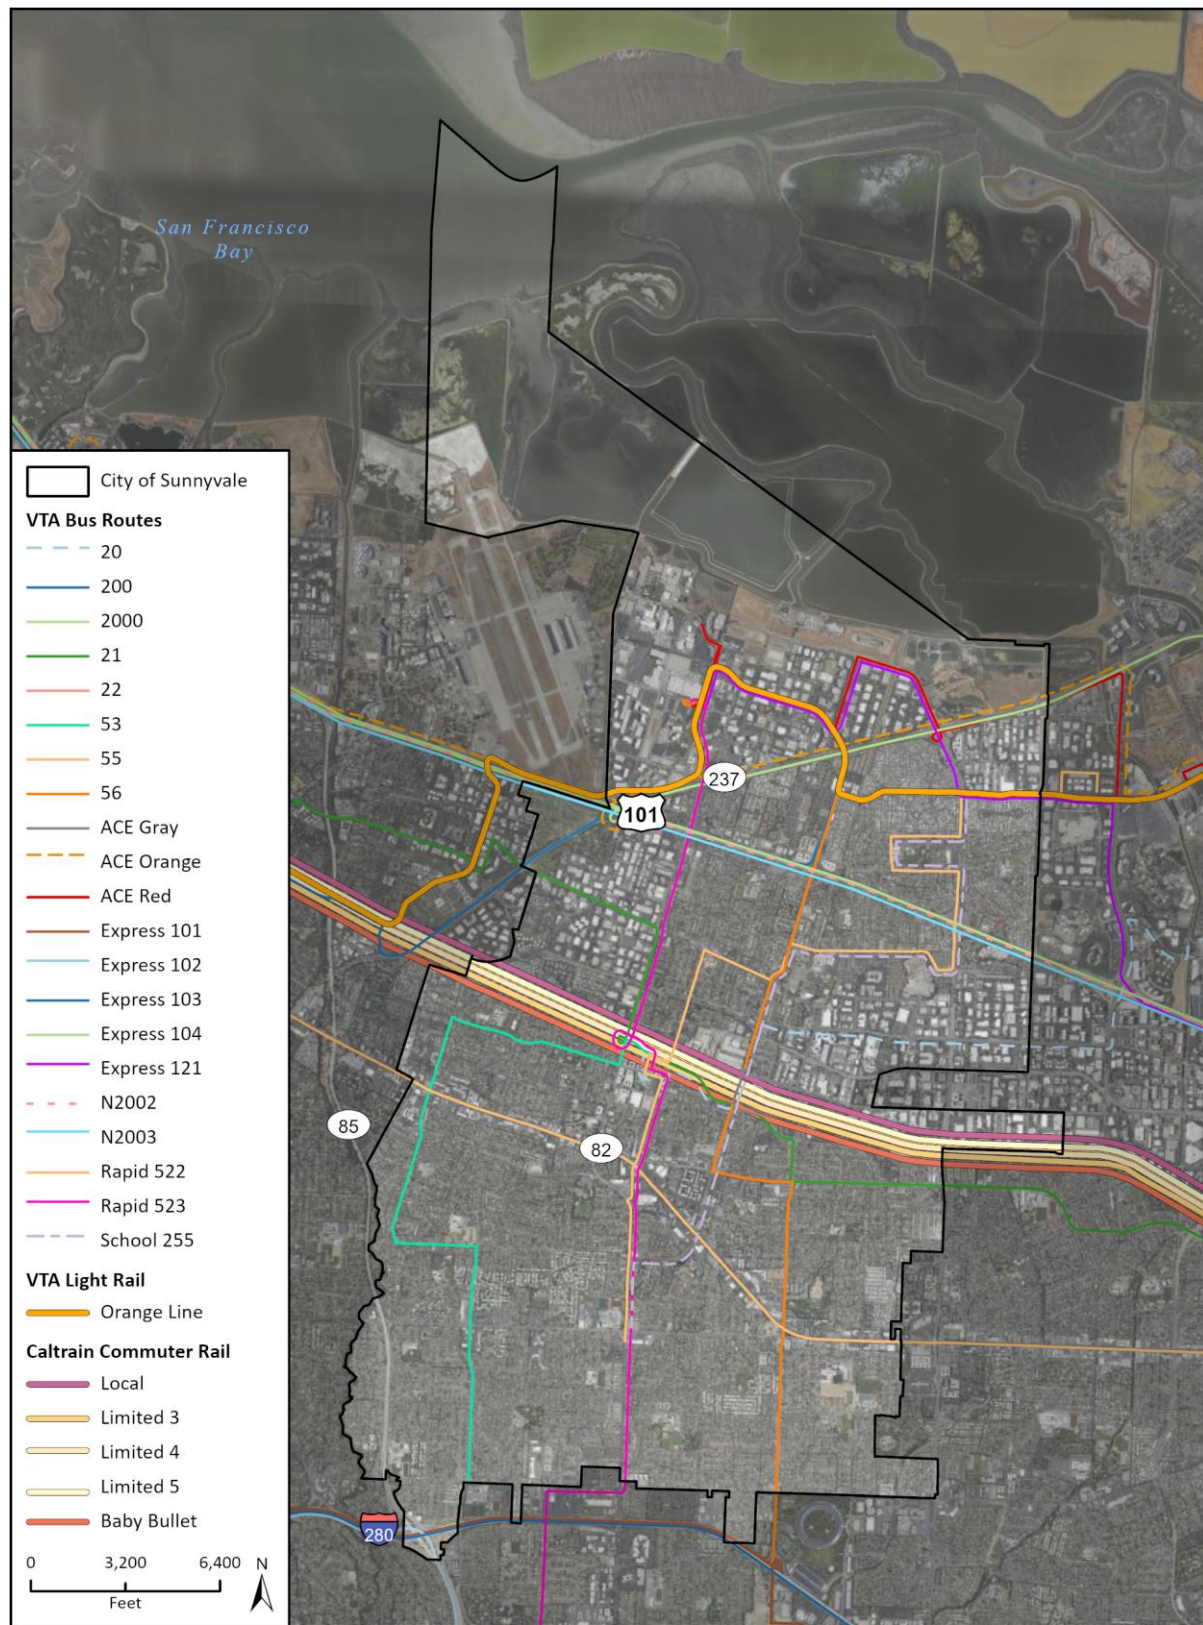 San Francisco
Bay
City of Sunnyvale
VTA Bus Routes
20
200
2000
21
22
53
55
56
ACE Gray
ACE Orange
ACE Red
Express 101
Express 102
Express 103
Express 104
Express 121
N2002
N2003
Rapid 522
Rapid 523
School 255
VTA Light Rail
Orange Line
Caltrain Commuter Rail
Local
Limited 3
Limited 4
Limited 5
Baby Bullet
0 3,200 6,400
Feet
N
237
101
85
82
280